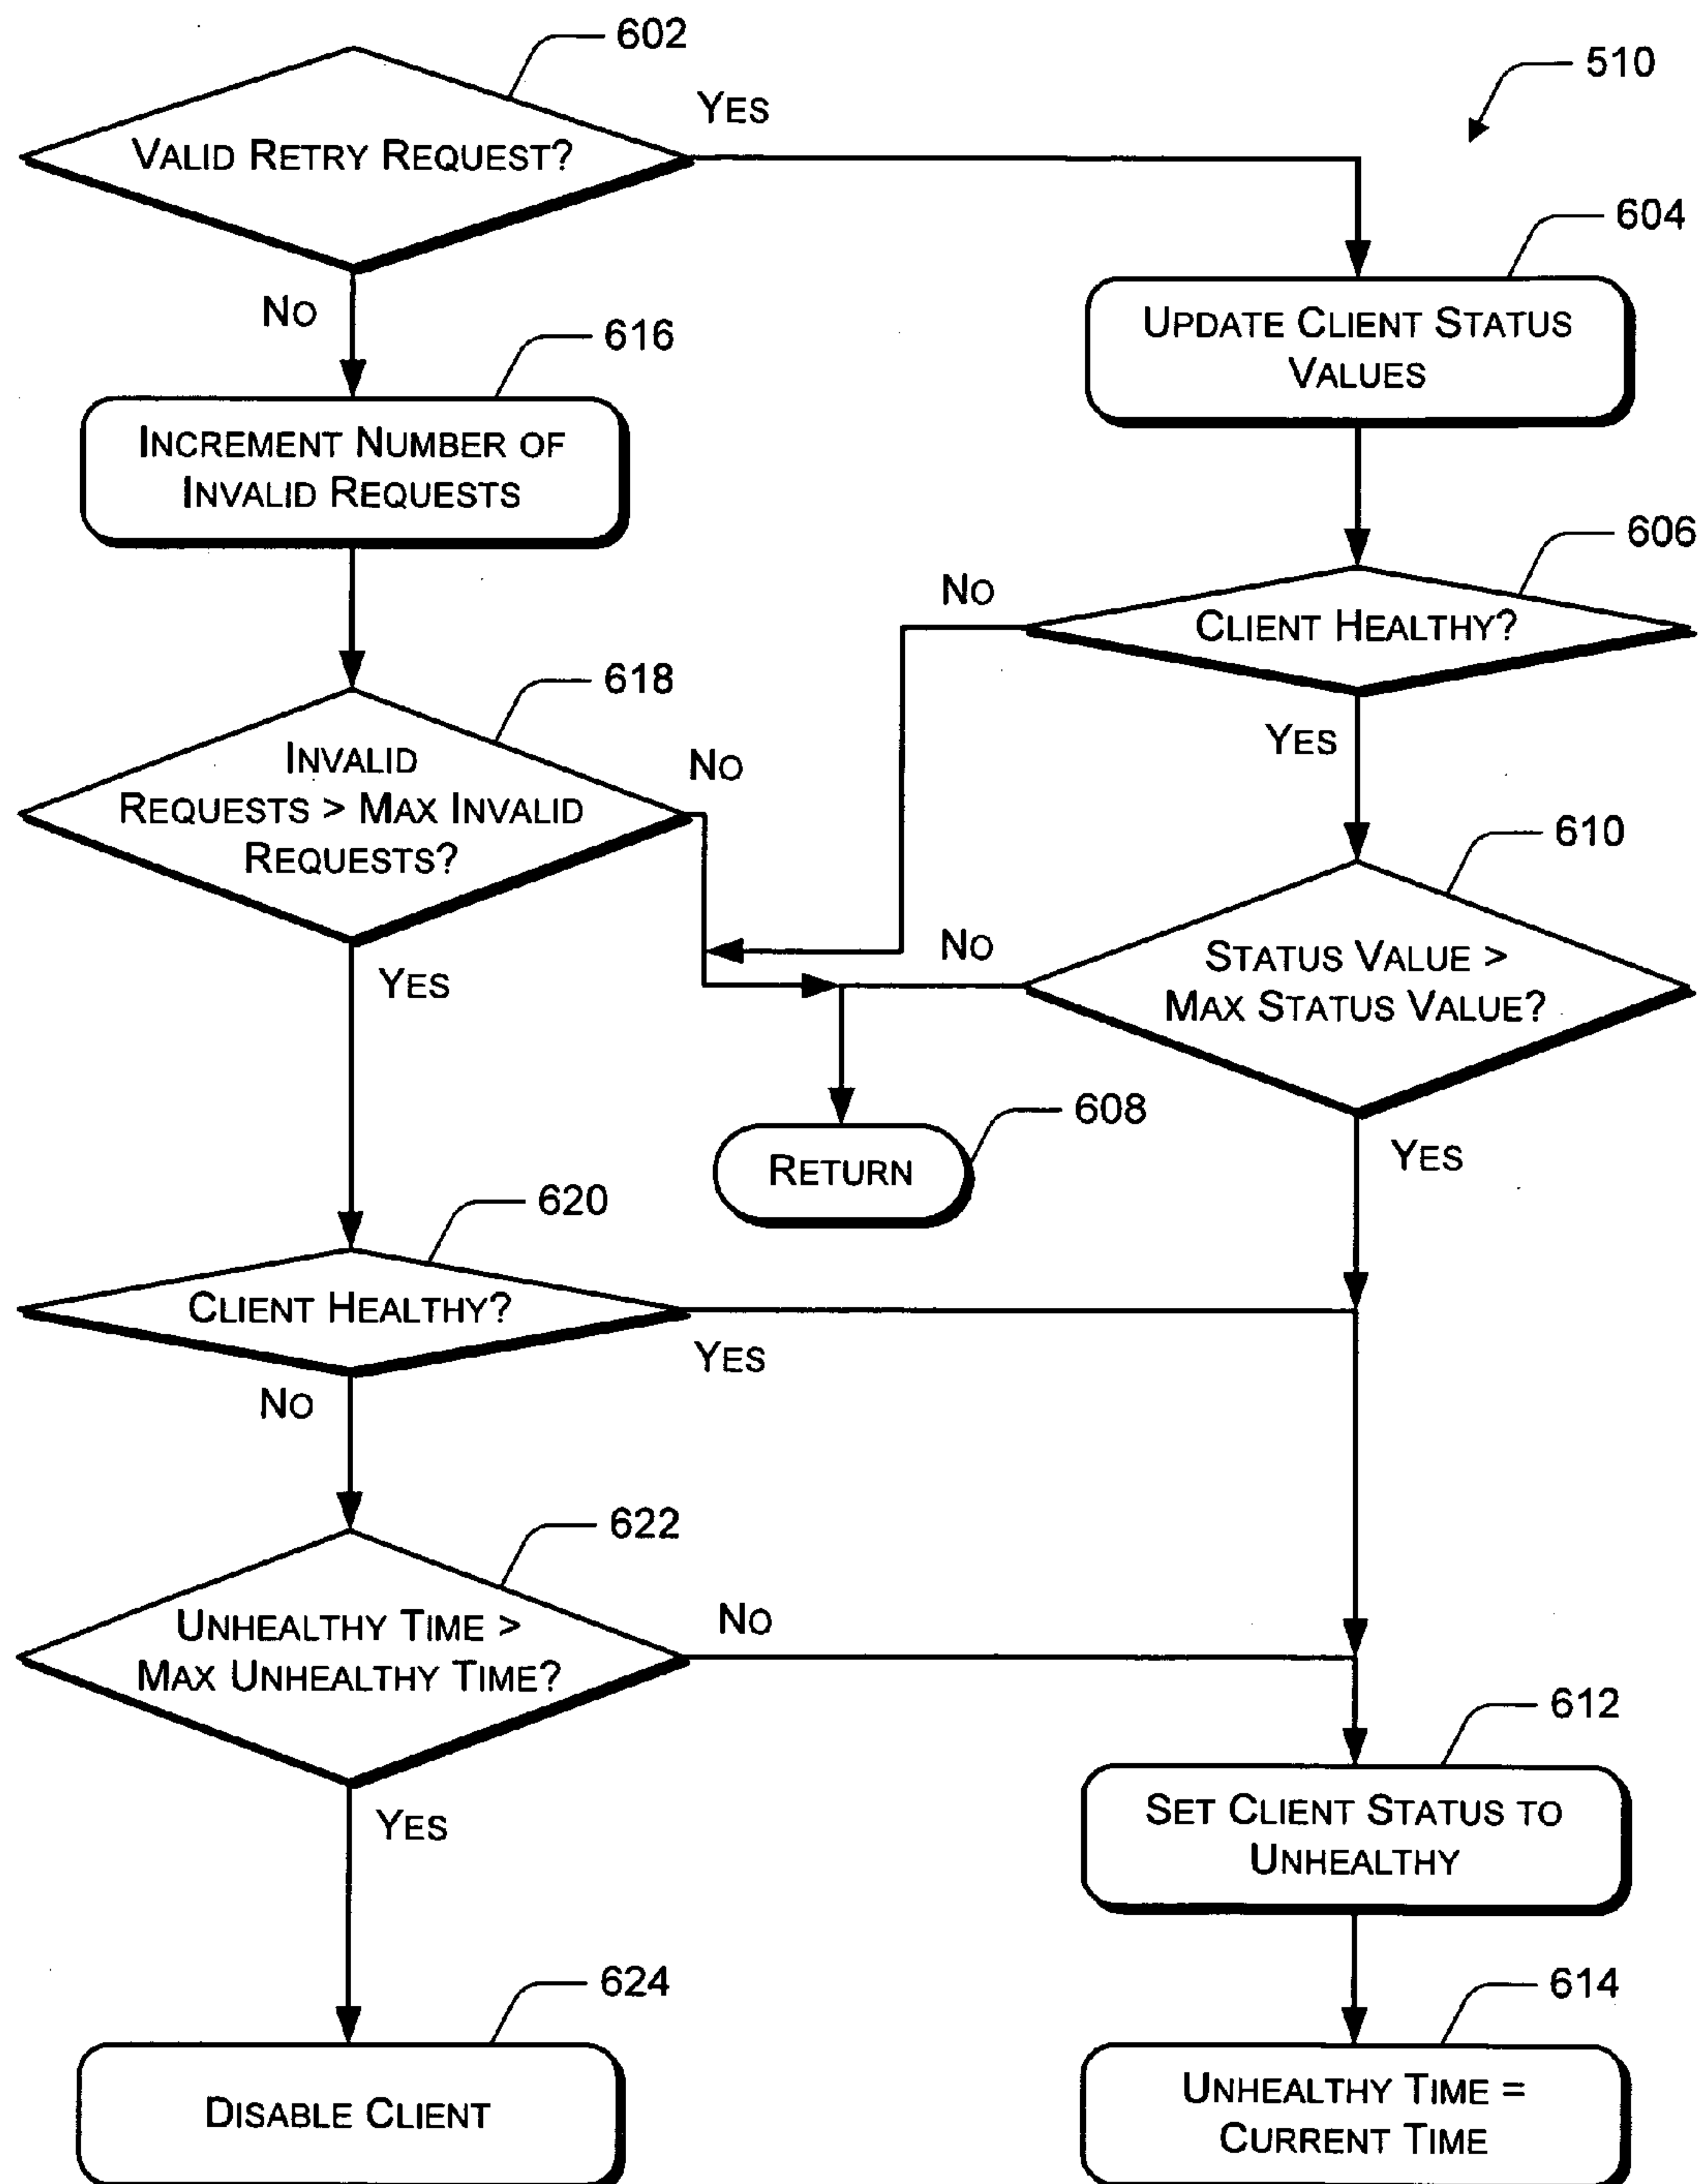 602
510
YES
VALID RETRY REQUEST?
604
NO
UPDATE CLIENT STATUS
VALUES
616
INCREMENT NUMBER OF
INVALID REQUESTS
606
NO
CLIENT HEALTHY?
618
YES
INVALID
REQUESTS > MAX INVALID
REQUESTS?
NO
610
NO
STATUS VALUE >
MAX STATUS VALUE?
YES
608
RETURN
YES
620
CLIENT HEALTHY?
YES
NO
622
UNHEALTHY TIME >
MAX UNHEALTHY TIME?
NO
612
SET CLIENT STATUS TO
UNHEALTHY
YES
624
614
DISABLE CLIENT
UNHEALTHY TIME =
CURRENT TIME